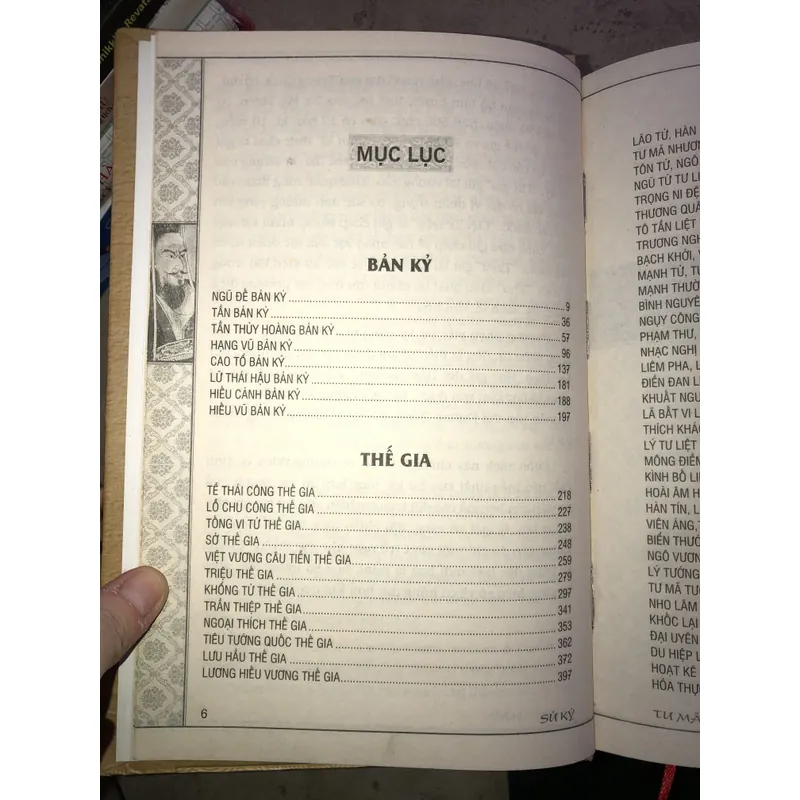 MỤC LỤC
BẢN KỶ
NGŨ ĐẾ BẢN KỶ 9
TẦN BẢN KỶ 36
TẦN THỦY HOÀNG BẢN KỶ 57
HẠNG VŨ BẢN KỶ 96
CAO TỔ BẢN KỶ 137
LỮ THÁI HẬU BẢN KỶ 181
HIẾU CẢNH BẢN KỶ 188
HIẾU VŨ BẢN KỶ 197
THẾ GIA
TỀ THÁI CÔNG THẾ GIA 218
LỖ CHU CÔNG THẾ GIA 227
TỐNG VI TỬ THẾ GIA 238
SỞ THẾ GIA 248
VIỆT VƯƠNG CÂU TIỄN THẾ GIA 259
TRIỆU THẾ GIA 279
KHỔNG TỬ THẾ GIA 297
TRẦN THIỆP THẾ GIA 341
NGOẠI THÍCH THẾ GIA 353
TIÊU TƯỚNG QUỐC THẾ GIA 362
LƯU HẦU THẾ GIA 372
LƯƠNG HIẾU VƯƠNG THẾ GIA 397
6 SỬ KÝ
LÃO TỬ, HÀN
TƯ MÃ NHƯƠN
TÔN TỬ, NGÔ
NGŨ TỬ TƯ LI
TRỌNG NI ĐỆ
THƯƠNG QUÂ
TÔ TẦN LIỆT
TRƯƠNG NGH
BẠCH KHỞI, V
MẠNH TỬ, TU
MẠNH THƯỜN
BÌNH NGUYÊ
NGỤY CÔNG
PHẠM THƯ,
NHẠC NGHỊ
LIÊM PHA, L
ĐIỀN ĐAN LI
KHUẤT NGU
LÃ BẤT VI L
THÍCH KHÁC
LÝ TƯ LIỆT
MÔNG ĐIỀM
KÌNH BỐ LIỆ
HOÀI ÂM H
HÀN TÍN, L
VIÊN ÁNG,
BIỂN THƯỚ
NGÔ VƯƠN
LÝ TƯỚNG
TƯ MÃ TƯ
NHO LÂM
KHỐC LẠI
ĐẠI UYỂN
DU HIỆP L
HOẠT KÊ
HÓA THỰ
TƯ MÃ